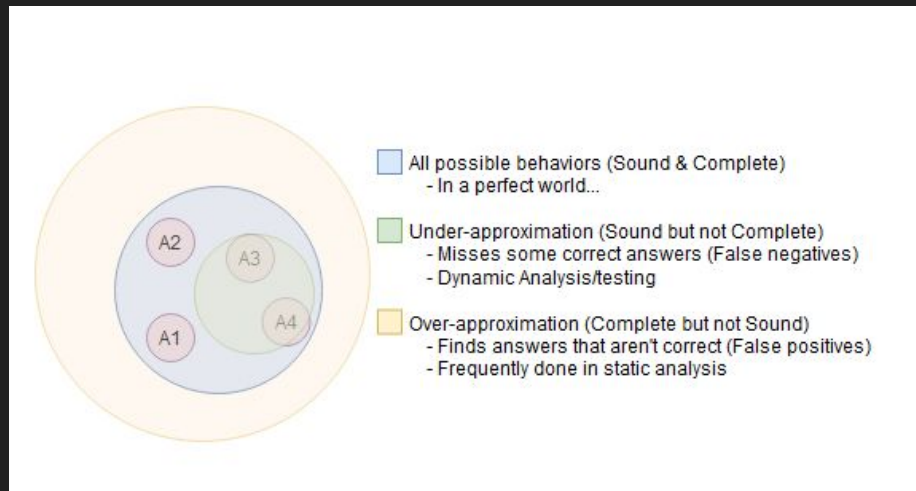 A2
A3
A1
A4
All possible behaviors (Sound & Complete)
- In a perfect world...
Under-approximation (Sound but not Complete)
- Misses some correct answers (False negatives)
- Dynamic Analysis/testing
Over-approximation (Complete but not Sound)
- Finds answers that aren't correct (False positives)
- Frequently done in static analysis